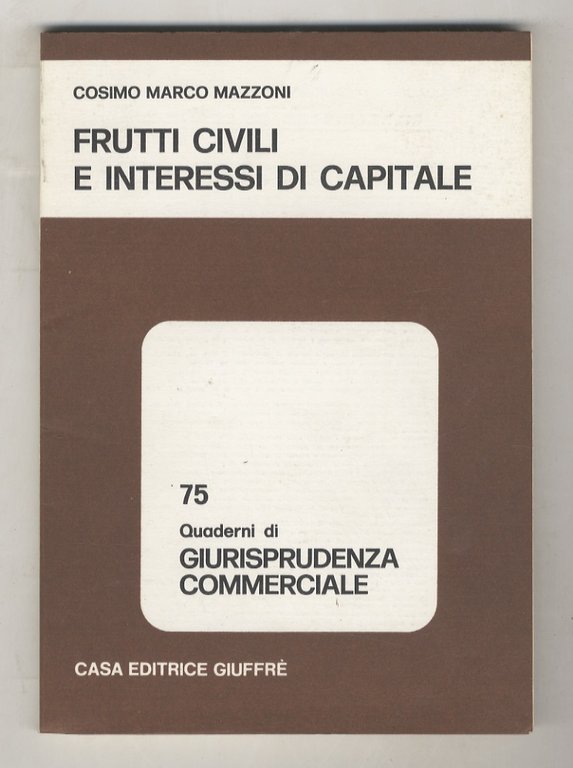 COSIMO MARCO MAZZONI
FRUTTI CIVILI
E INTERESSI DI CAPITALE
75
Quaderni di
GIURISPRUDENZA
COMMERCIALE
CASA EDITRICE GIUFFRÈ